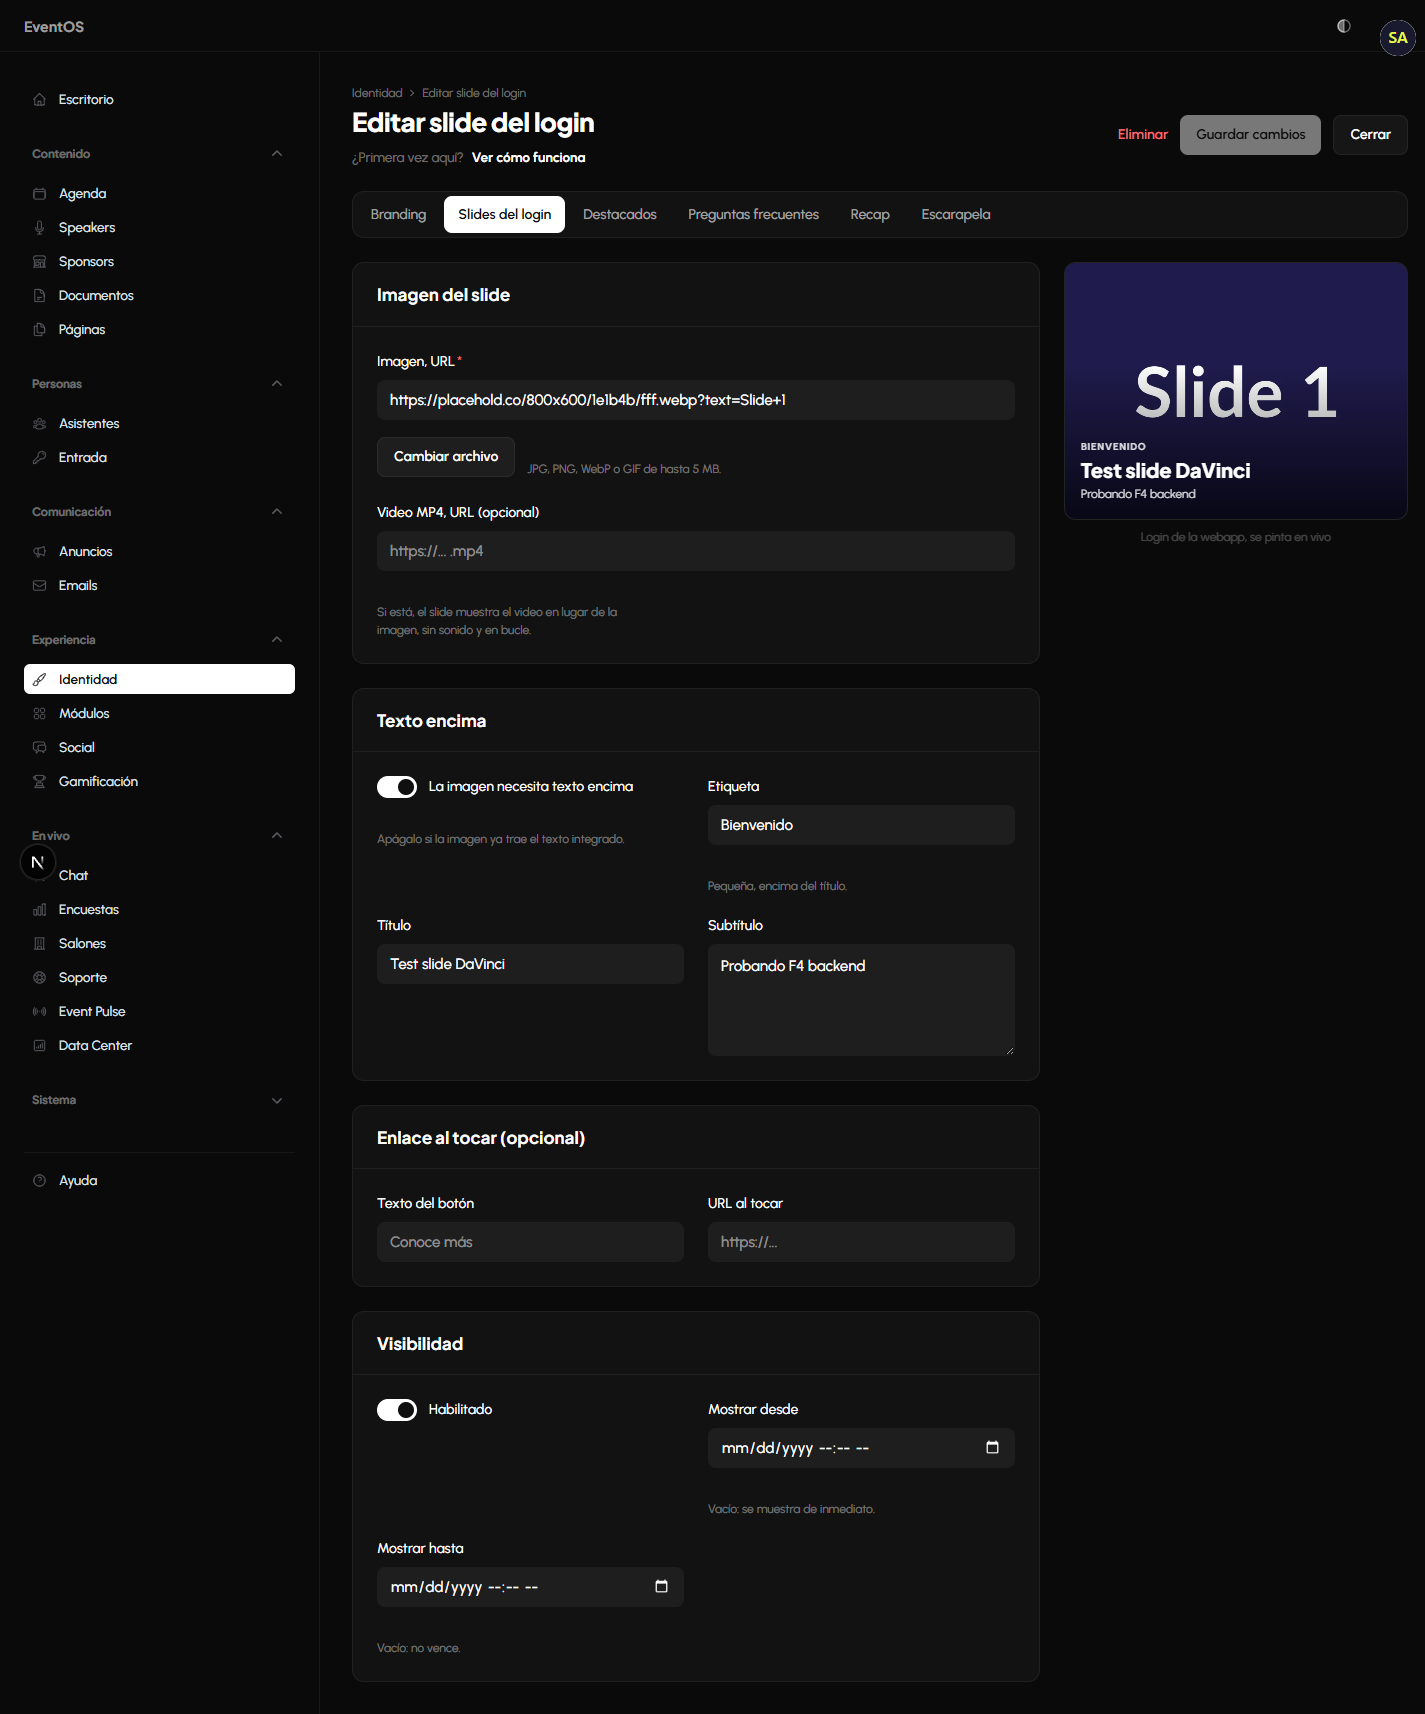 EventOS
SA
Escritorio
Contenido
Agenda
Speakers
Sponsors
Documentos
Páginas
Personas
Asistentes
Entrada
Comunicación
Anuncios
Emails
Experiencia
Identidad
Módulos
Social
Gamificación
En vivo
N
Chat
Encuestas
Salones
Soporte
Event Pulse
Data Center
Sistema
Ayuda
Identidad > Editar slide del login
Editar slide del login
¿Primera vez aquí? Ver cómo funciona
Eliminar
Guardar cambios
Cerrar
Branding
Slides del login
Destacados
Preguntas frecuentes
Recap
Escarapela
Imagen del slide
Imagen, URL *
https://placehold.co/800x600/1e1b4b/fff.webp?text=Slide+1
Cambiar archivo
JPG, PNG, WebP o GIF de hasta 5 MB.
Video MP4, URL (opcional)
https://... .mp4
Si está, el slide muestra el video en lugar de la
imagen, sin sonido y en bucle.
Slide 1
BIENVENIDO
Test slide DaVinci
Probando F4 backend
Login de la webapp, se pinta en vivo
Texto encima
La imagen necesita texto encima
Apágalo si la imagen ya trae el texto integrado.
Etiqueta
Bienvenido
Pequeña, encima del título.
Título
Test slide DaVinci
Subtítulo
Probando F4 backend
Enlace al tocar (opcional)
Texto del botón
Conoce más
URL al tocar
https://...
Visibilidad
Habilitado
Mostrar desde
mm/dd/yyyy --:-- --
Vacío: se muestra de inmediato.
Mostrar hasta
mm/dd/yyyy --:-- --
Vacío: no vence.